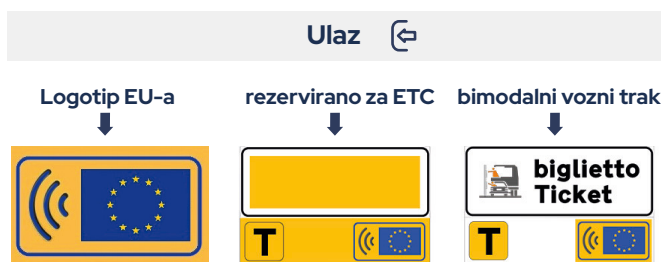 Ulaz
Logotip EU-a
rezervirano za ETC
bimodalni vozni trak
T
biglietto
Ticket
T